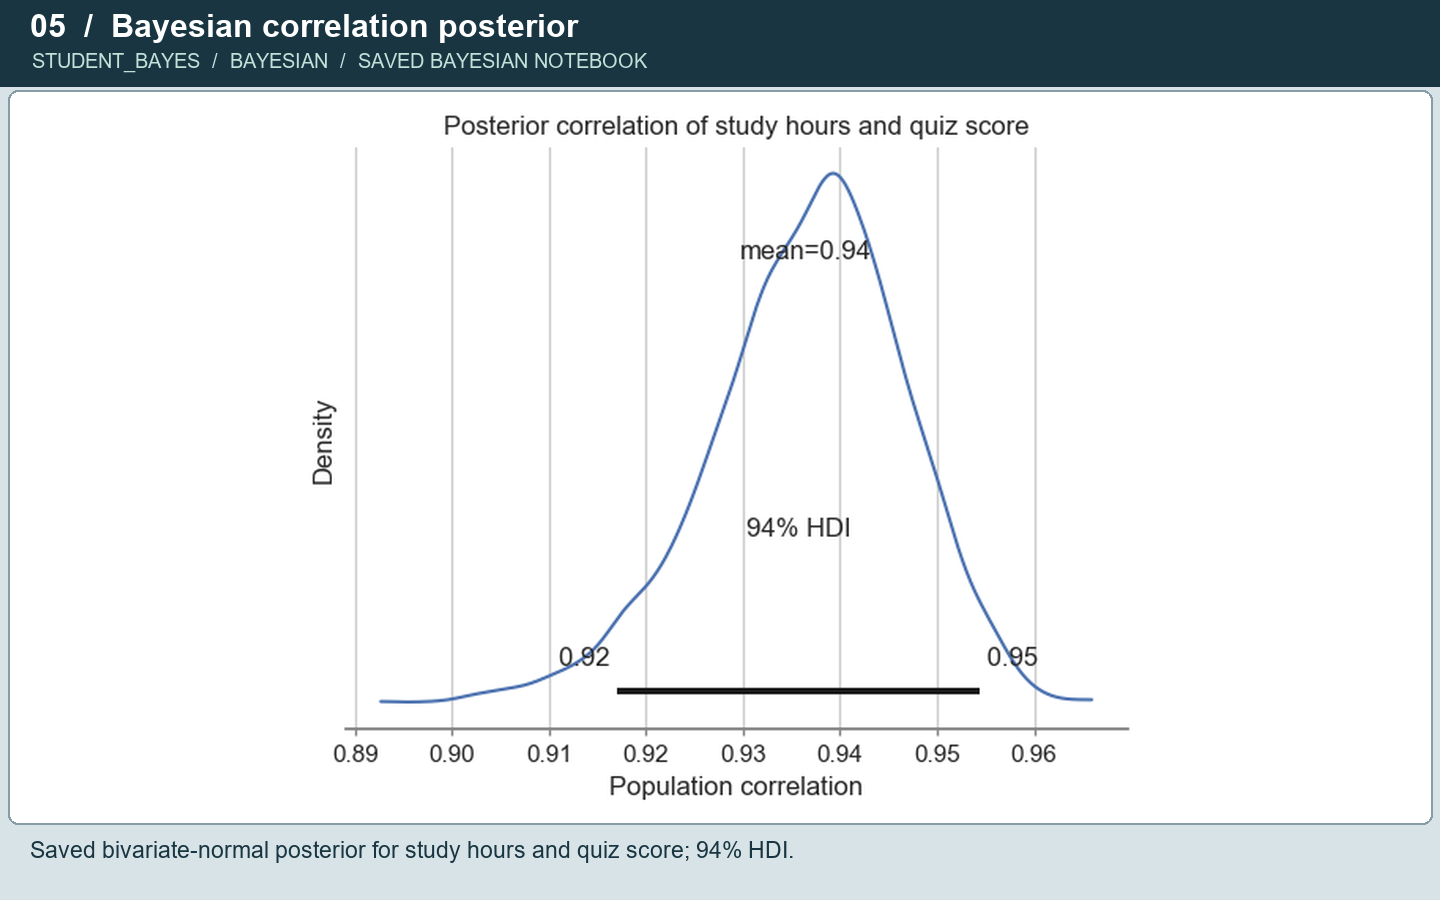 05 / Bayesian correlation posterior
STUDENT_BAYES / BAYESIAN / SAVED BAYESIAN NOTEBOOK
Posterior correlation of study hours and quiz score
mean=0.94
Density
94% HDI
0.92 0.95
0.89 0.90 0.91 0.92 0.93 0.94 0.95 0.96
Population correlation
Saved bivariate-normal posterior for study hours and quiz score; 94% HDI.